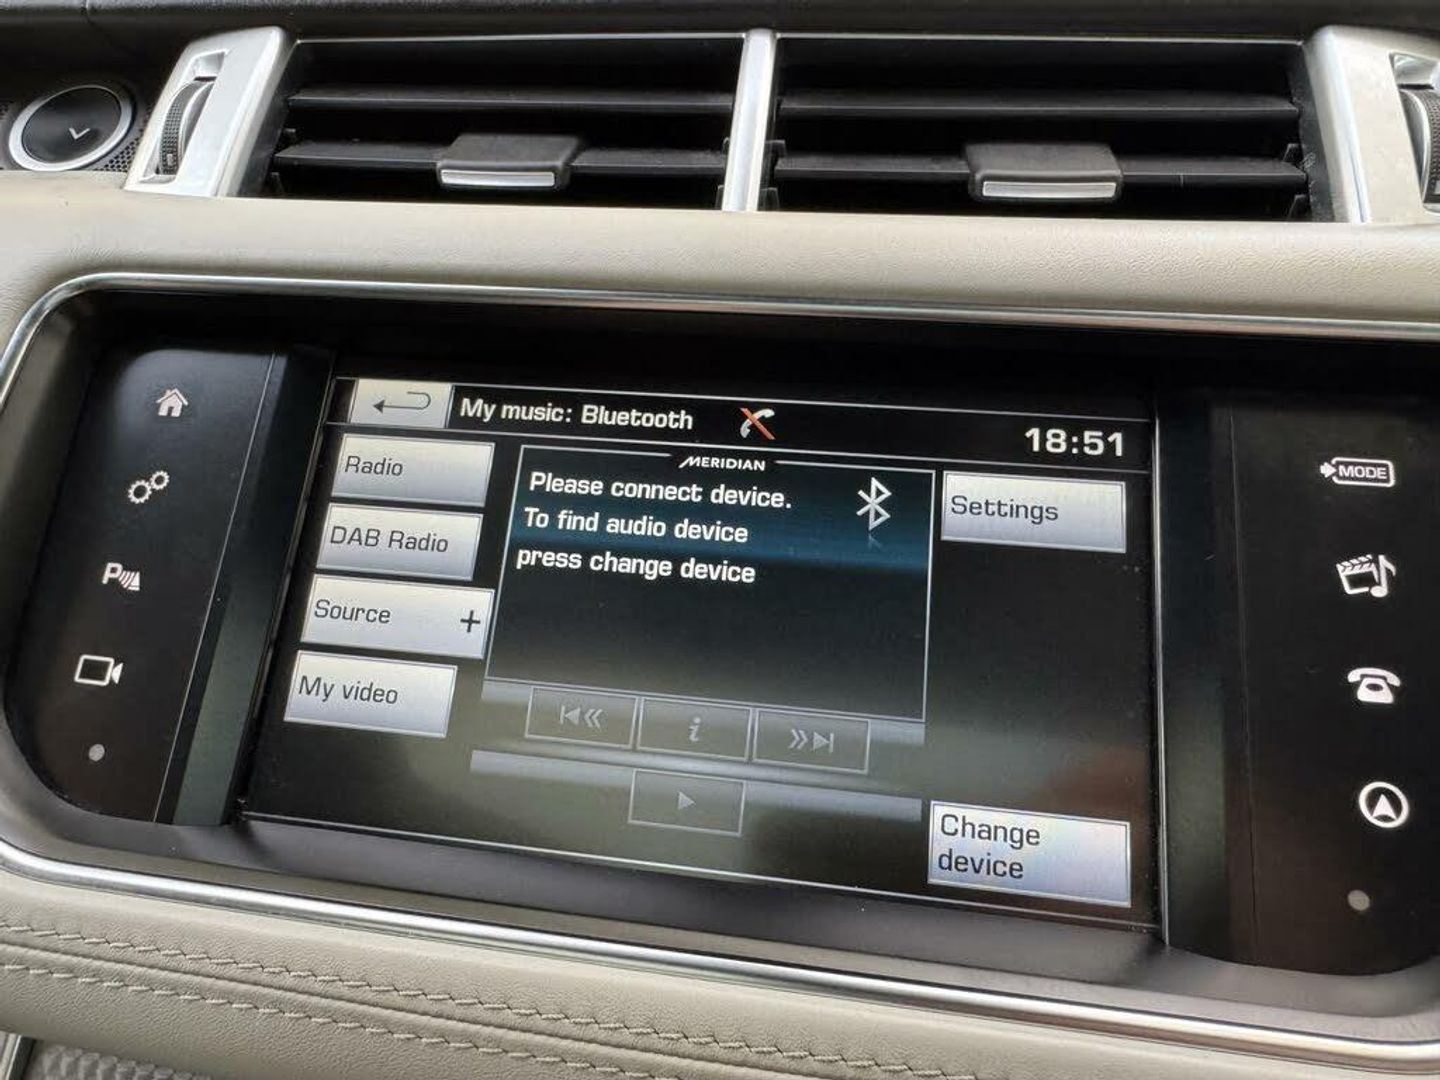 My music: Bluetooth
18:51
MERIDIAN
Radio
Please connect device.
Settings
To find audio device
DAB Radio
press change device
Source +
My video
i
Change
device
MODE
P